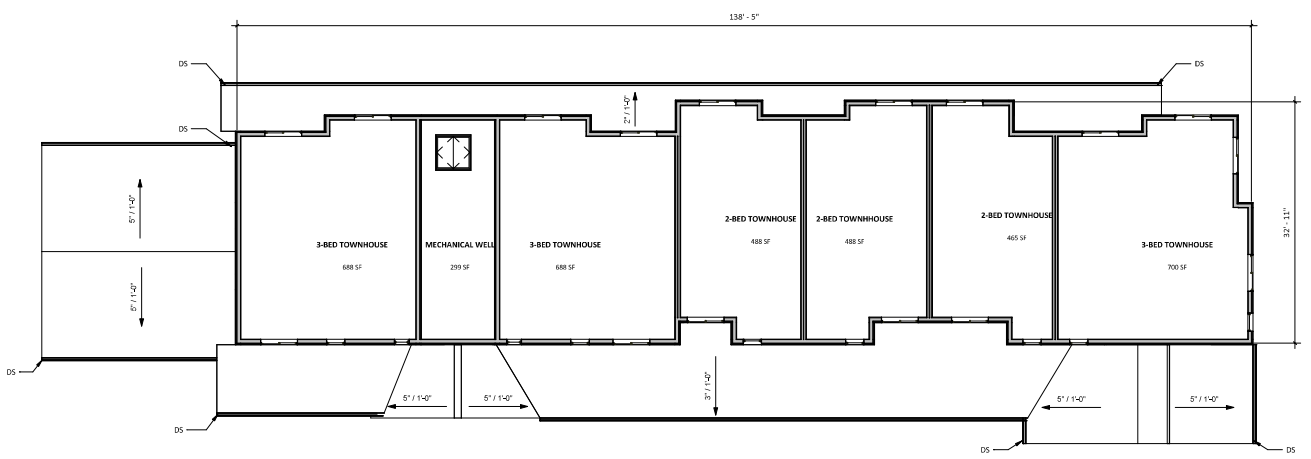 138' - 5"
DS
DS
DS
2" / 1'-0"
5" / 1'-0"
5" / 1'-0"
32' - 11"
2-BED TOWNHOUSE
488 SF
2-BED TOWNHHOUSE
488 SF
2-BED TOWNHOUSE
465 SF
3-BED TOWNHOUSE
688 SF
MECHANICAL WELL
299 SF
3-BED TOWNHOUSE
688 SF
3-BED TOWNHOUSE
700 SF
DS
5" / 1'-0"
5" / 1'-0"
3" / 1'-0"
5" / 1'-0"
5" / 1'-0"
DS
DS
DS